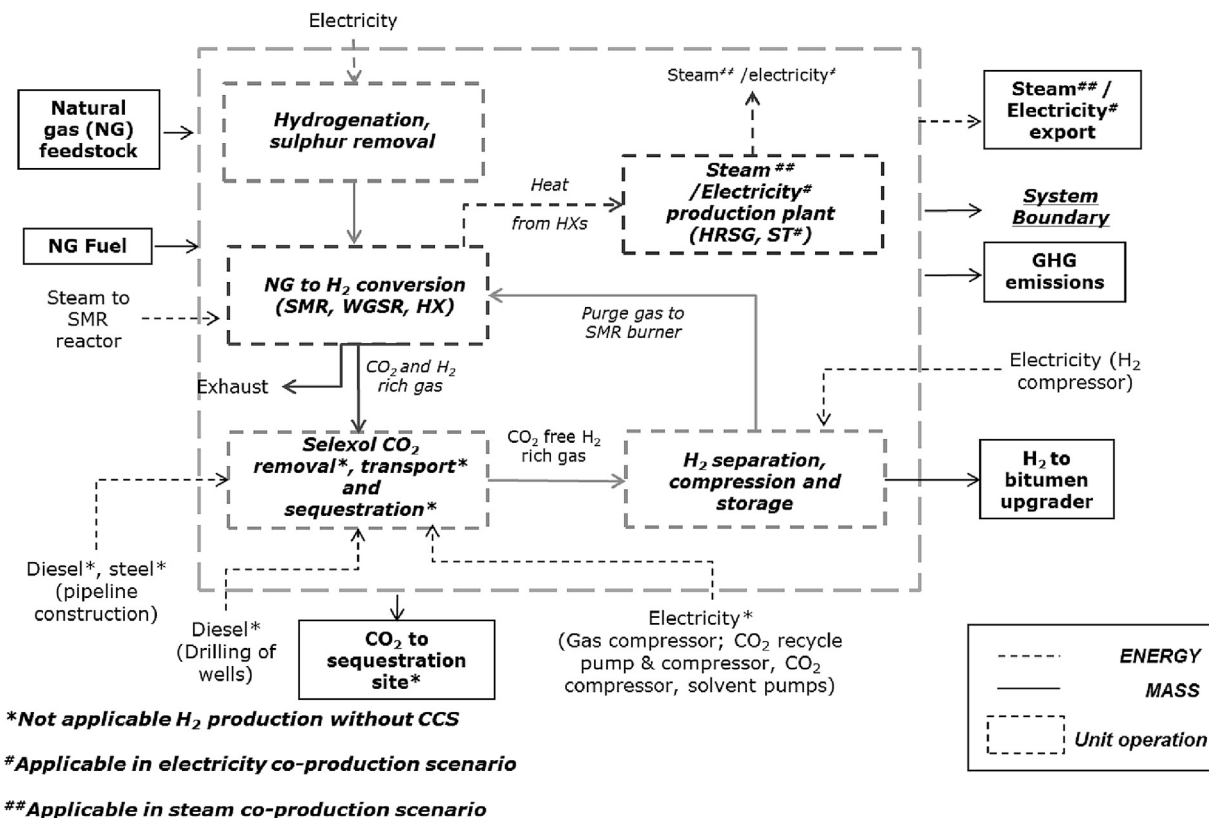 Electricity
Natural
gas (NG)
feedstock
Hydrogenation,
sulphur removal
Steam## /electricity#
Steam## /
Electricity#
export
Heat
from HXs
Steam ##
/Electricity#
production plant
(HRSG, ST#)
System
Boundary
NG Fuel
NG to H2 conversion
(SMR, WGSR, HX)
GHG
emissions
Steam to
SMR
reactor
Purge gas to
SMR burner
Exhaust
CO2 and H2
rich gas
Electricity (H2
compressor)
Selexol CO2
removal*, transport*
and
sequestration*
CO2 free H2
rich gas
H2 separation,
compression and
storage
H2 to
bitumen
upgrader
Diesel*, steel*
(pipeline
construction)
Diesel*
(Drilling of
wells)
CO2 to
sequestration
site*
Electricity*
(Gas compressor; CO2 recycle
pump & compressor, CO2
compressor, solvent pumps)
ENERGY
MASS
Unit operation
*Not applicable H2 production without CCS
#Applicable in electricity co-production scenario
##Applicable in steam co-production scenario